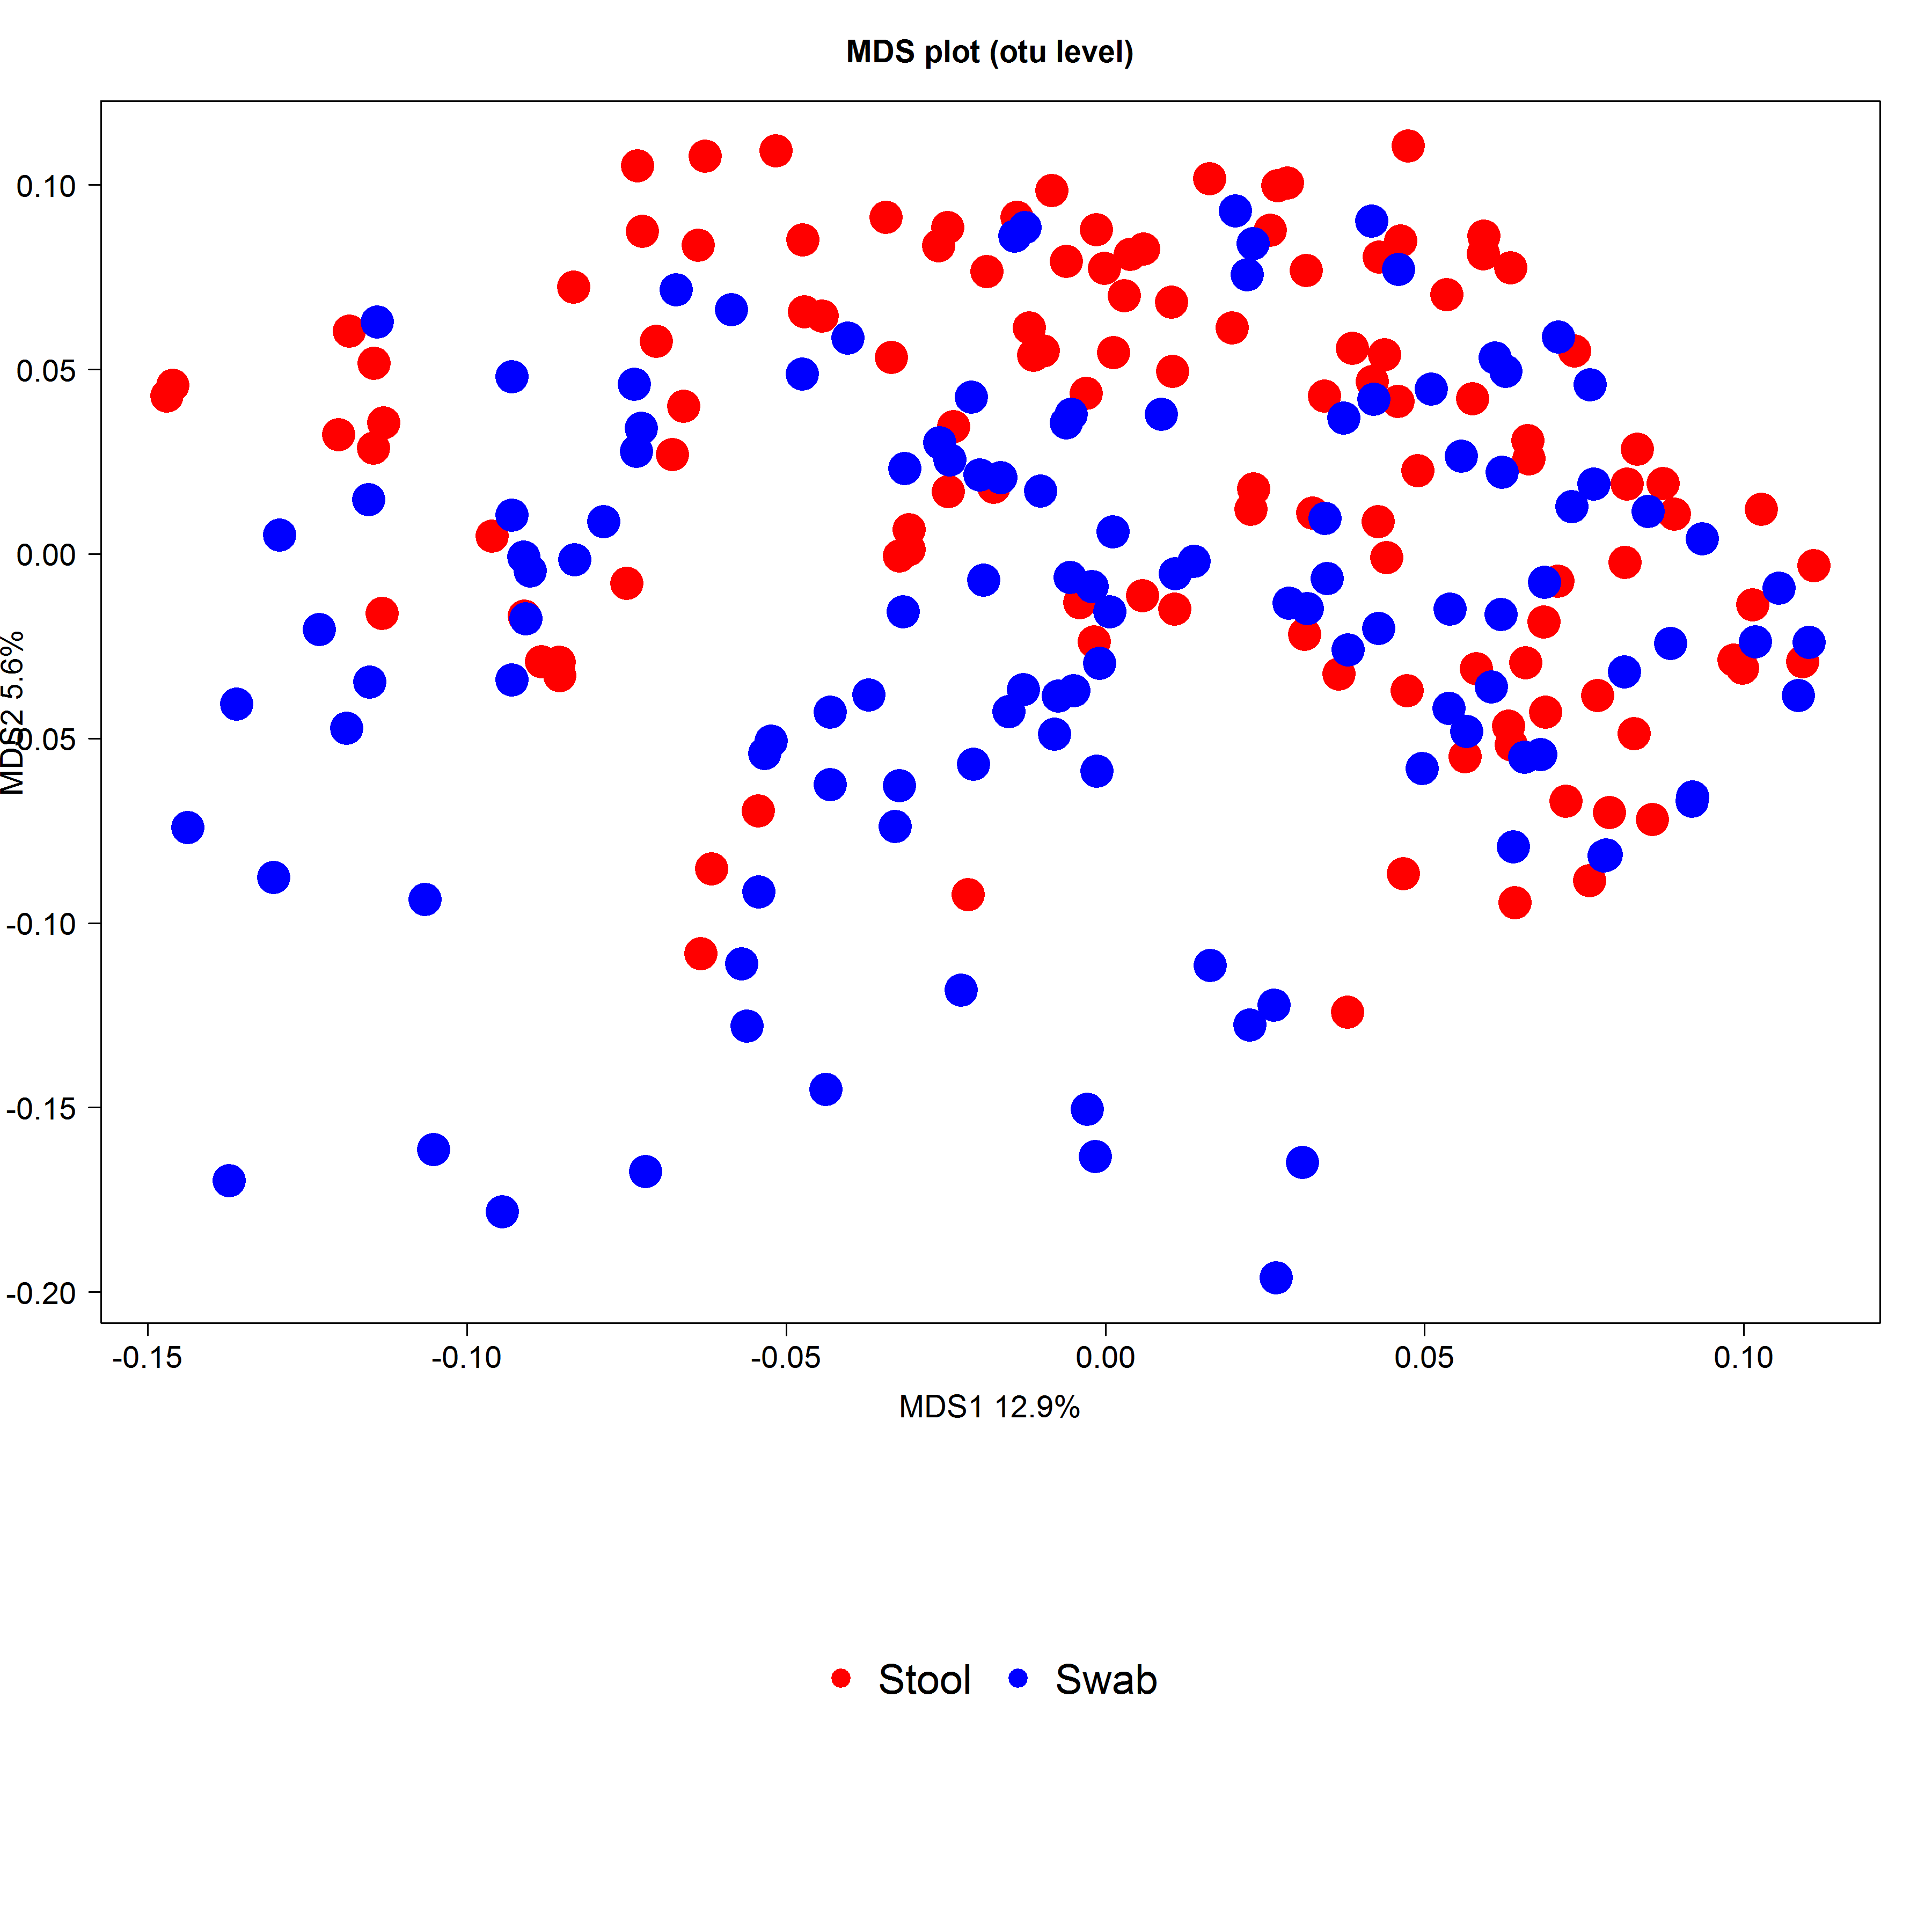 MDS plot (otu level)
0.10
0.05
0.00
-0.05
-0.10
-0.15
-0.20
MDS2 5.6%
-0.15 -0.10 -0.05 0.00 0.05 0.10
MDS1 12.9%
Stool Swab